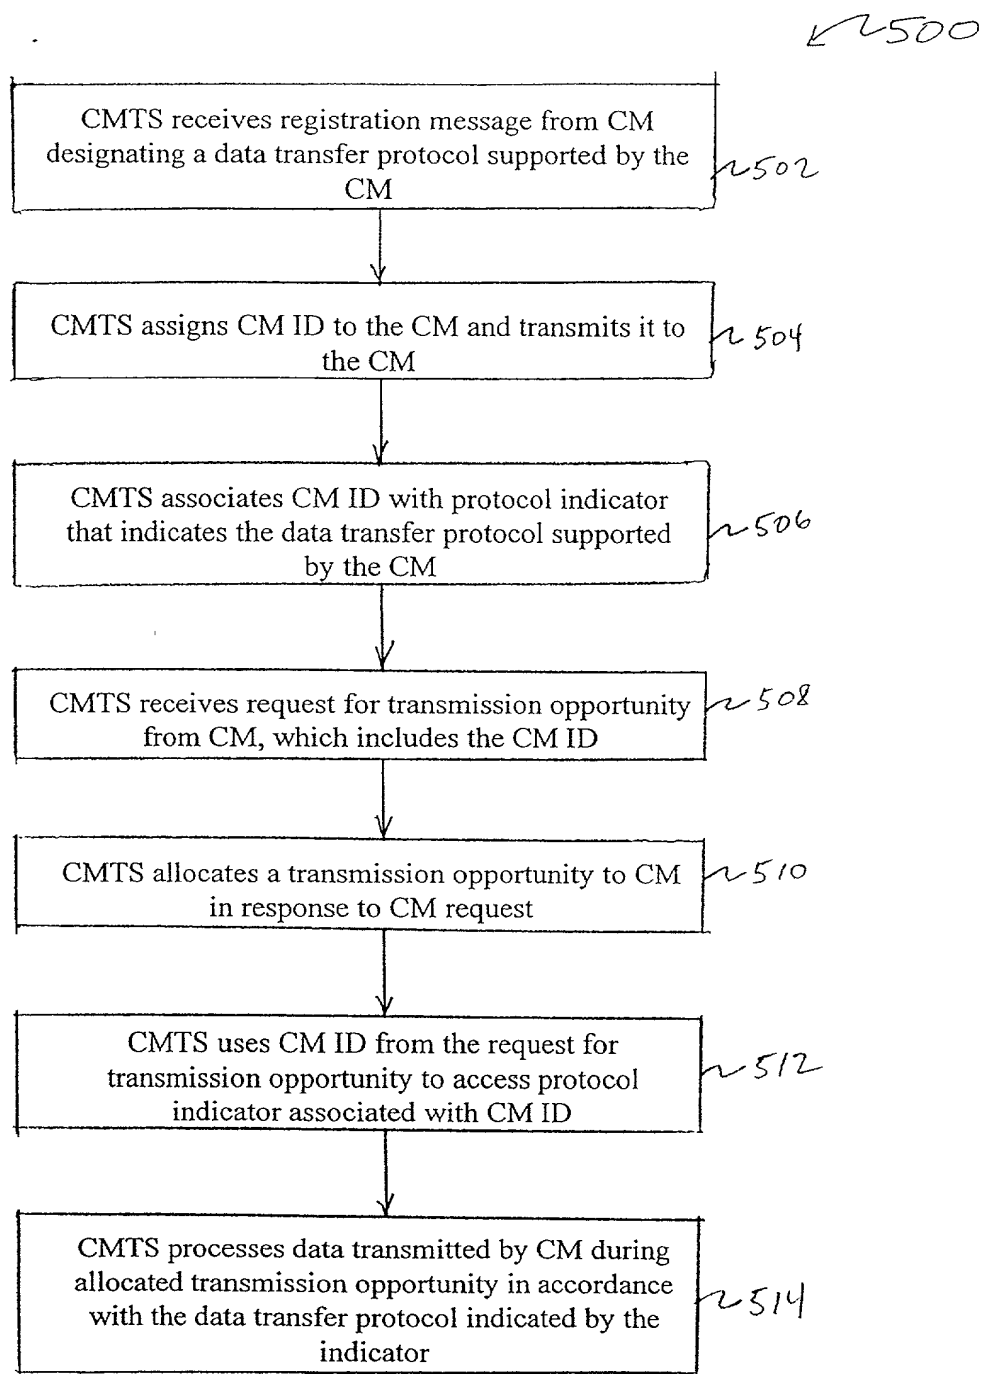 500
CMTS receives registration message from CM
designating a data transfer protocol supported by the
CM
502
CMTS assigns CM ID to the CM and transmits it to
the CM
504
CMTS associates CM ID with protocol indicator
that indicates the data transfer protocol supported
by the CM
506
CMTS receives request for transmission opportunity
from CM, which includes the CM ID
508
CMTS allocates a transmission opportunity to CM
in response to CM request
510
CMTS uses CM ID from the request for
transmission opportunity to access protocol
indicator associated with CM ID
512
CMTS processes data transmitted by CM during
allocated transmission opportunity in accordance
with the data transfer protocol indicated by the
indicator
514